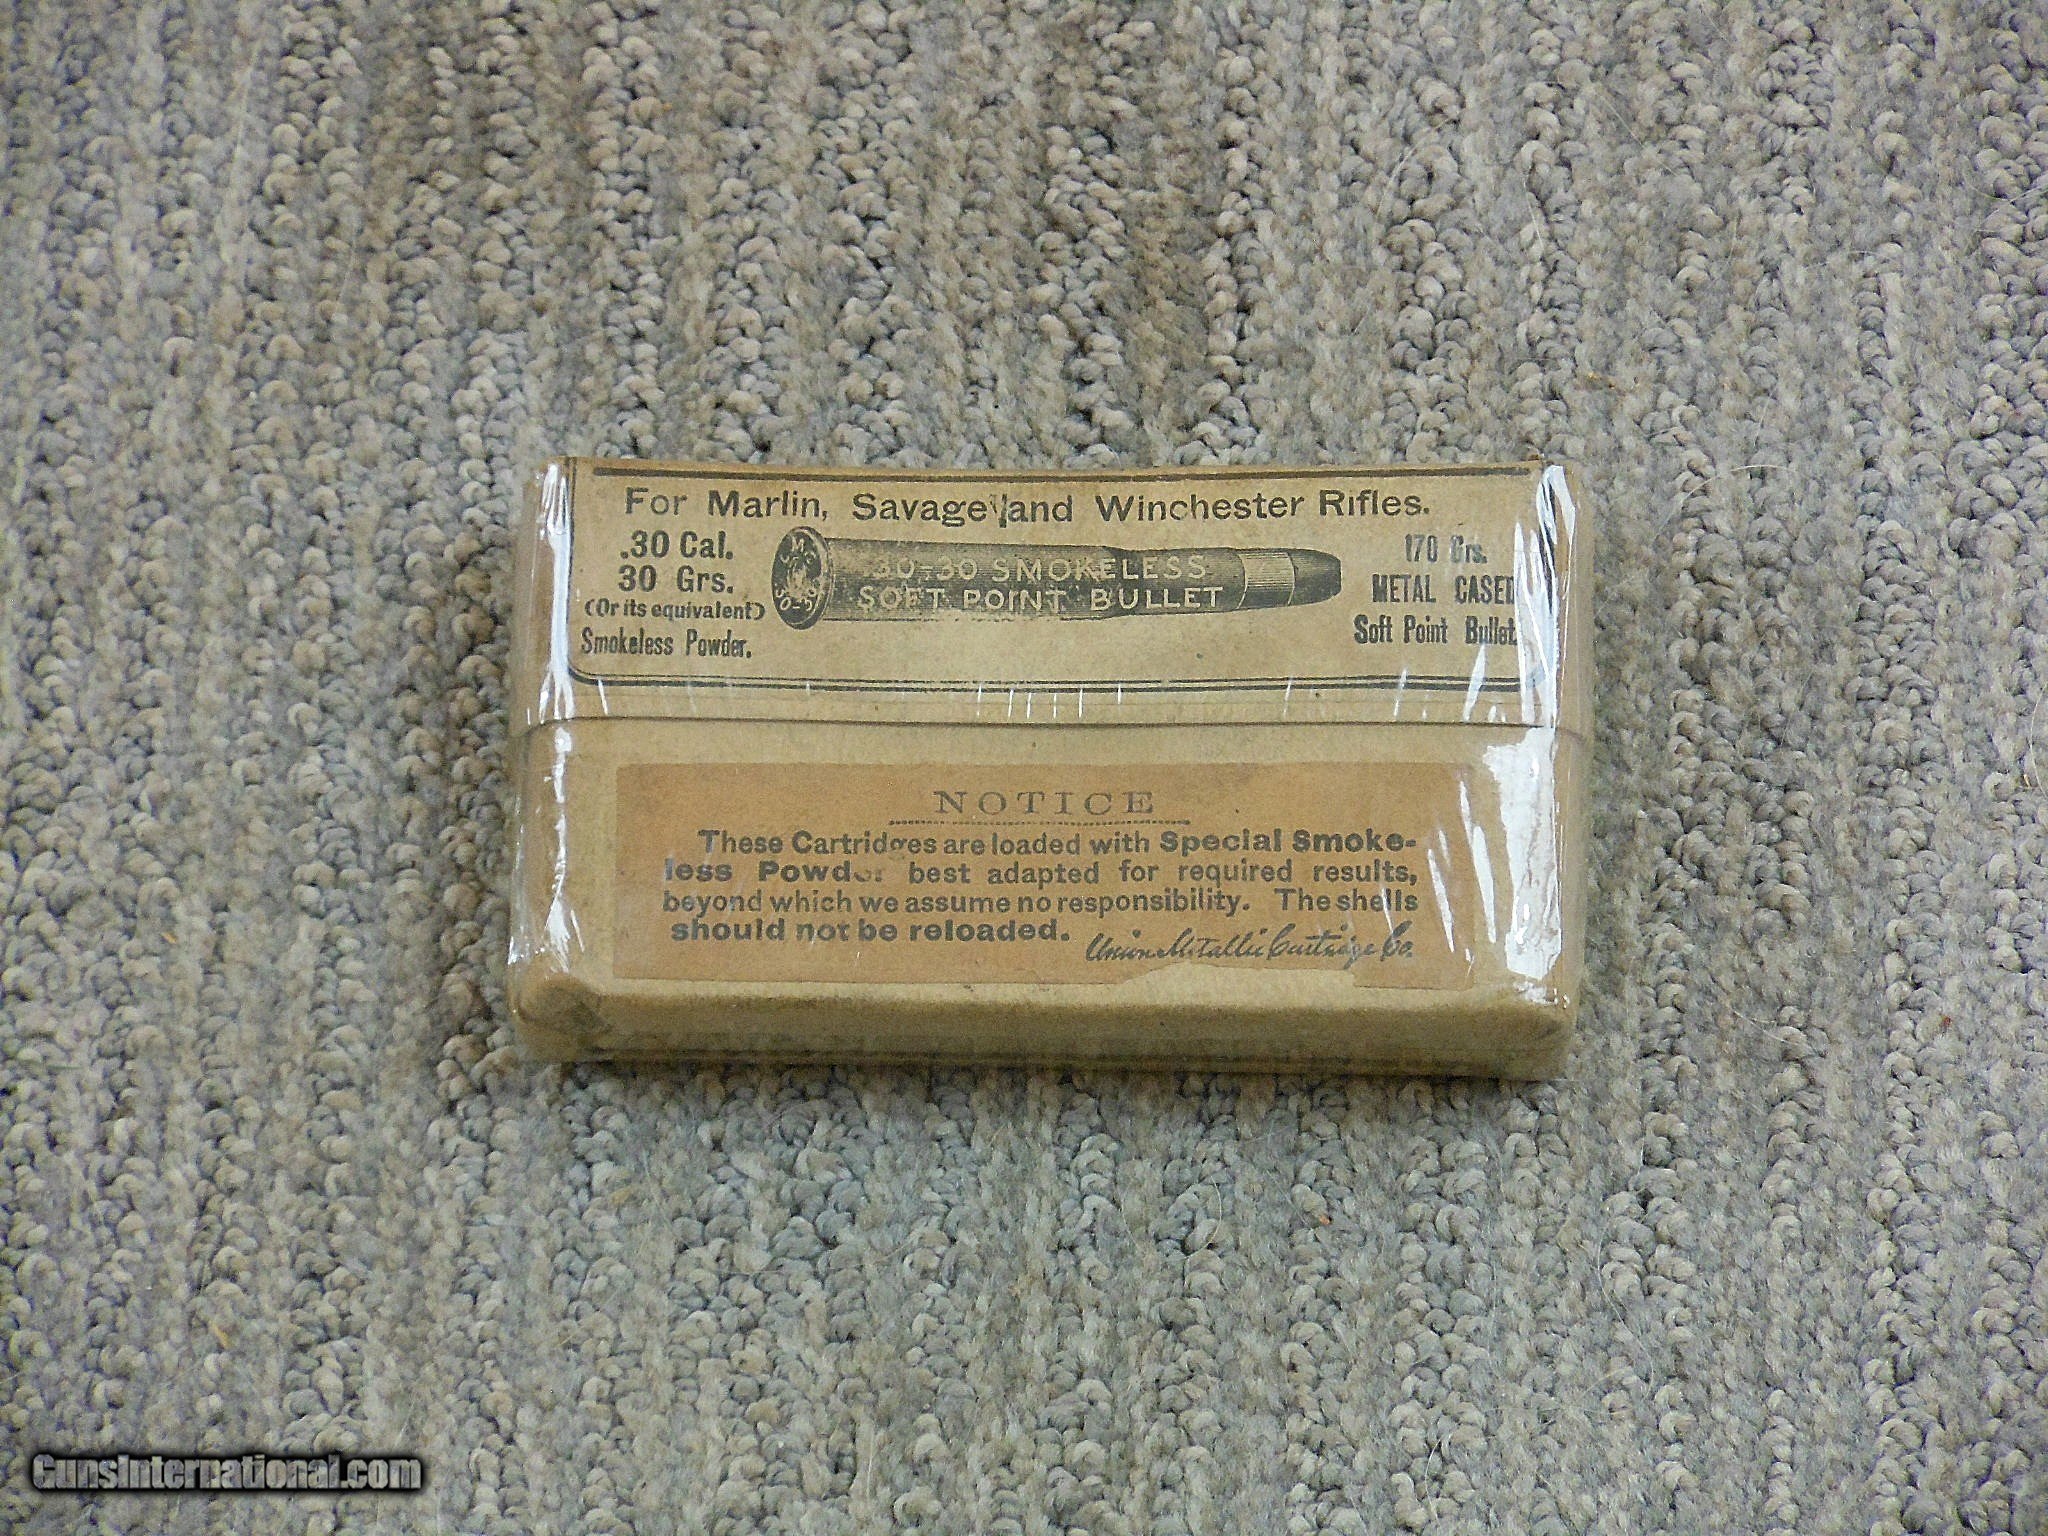 For Marlin, Savage and Winchester Rifles.
.30 Cal.
30 Grs.
(Or its equivalent)
Smokeless Powder.
30-30 SMOKELESS
SOFT POINT BULLET
170 Grs.
METAL CASED
Soft Point Bullet
NOTICE
These Cartridges are loaded with Special Smoke-
less Powder best adapted for required results,
beyond which we assume no responsibility. The shells
should not be reloaded.
Union Metallic Cartridge Co.
GunsInternational.com